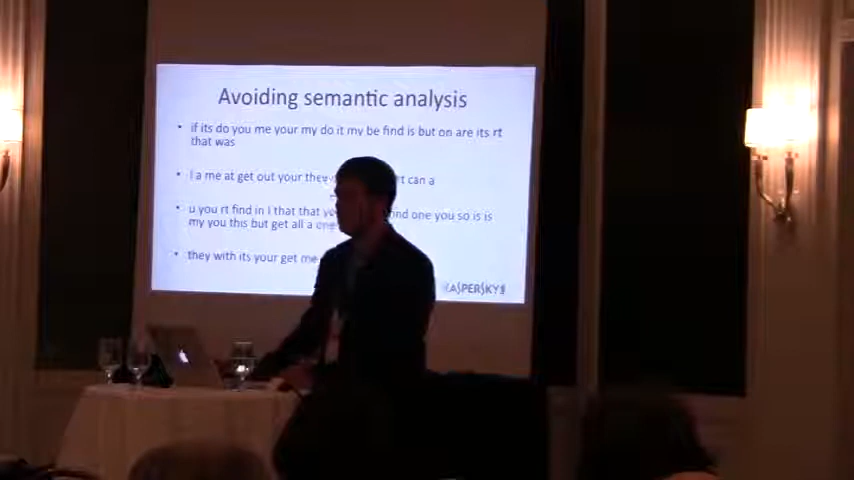 Avoiding semantic analysis
• if its do you me your my do it my be find is but on are its rt
that was
• I a me at get out your they can a
• u you rt find in I that that one you so is is
my you this but get all a one
• they with its your get me
KASPERSKY